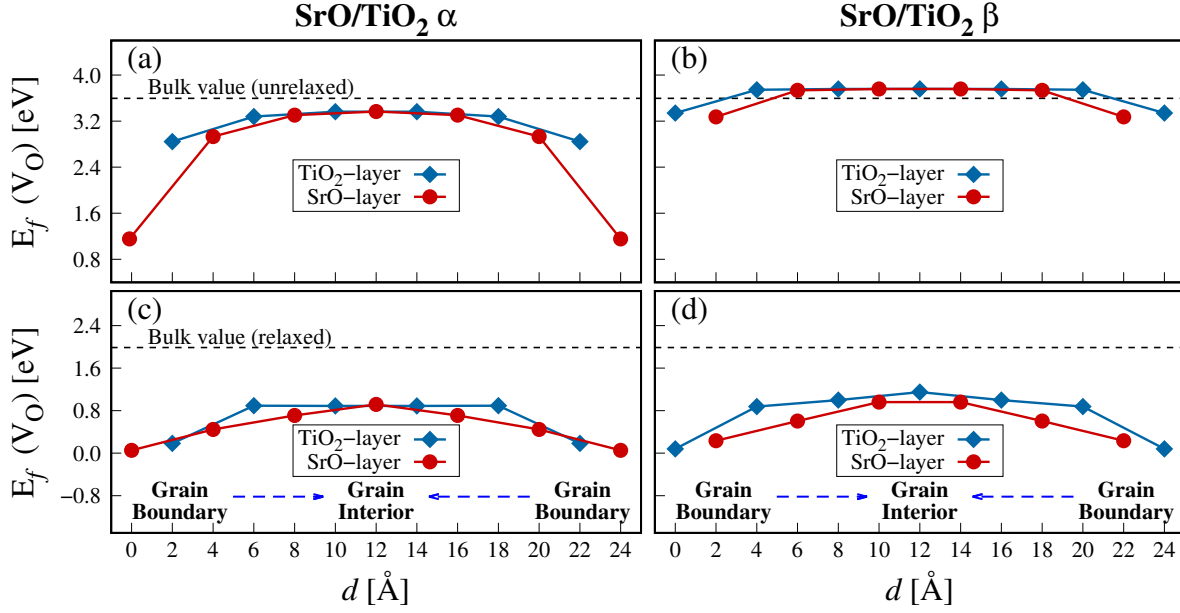 SrO/TiO2 α
SrO/TiO2 β
(a)
Bulk value (unrelaxed)
TiO2−layer
SrO−layer
4.0
3.2
2.4
1.6
0.8
Ef (VO) [eV]
(b)
TiO2−layer
SrO−layer
(c)
Bulk value (relaxed)
TiO2−layer
SrO−layer
2.4
1.6
0.8
0.0
−0.8
Ef (VO) [eV]
Grain Boundary
Grain Interior
Grain Boundary
0 2 4 6 8 10 12 14 16 18 20 22 24
d [Å]
(d)
TiO2−layer
SrO−layer
Grain Boundary
Grain Interior
Grain Boundary
0 2 4 6 8 10 12 14 16 18 20 22 24
d [Å]